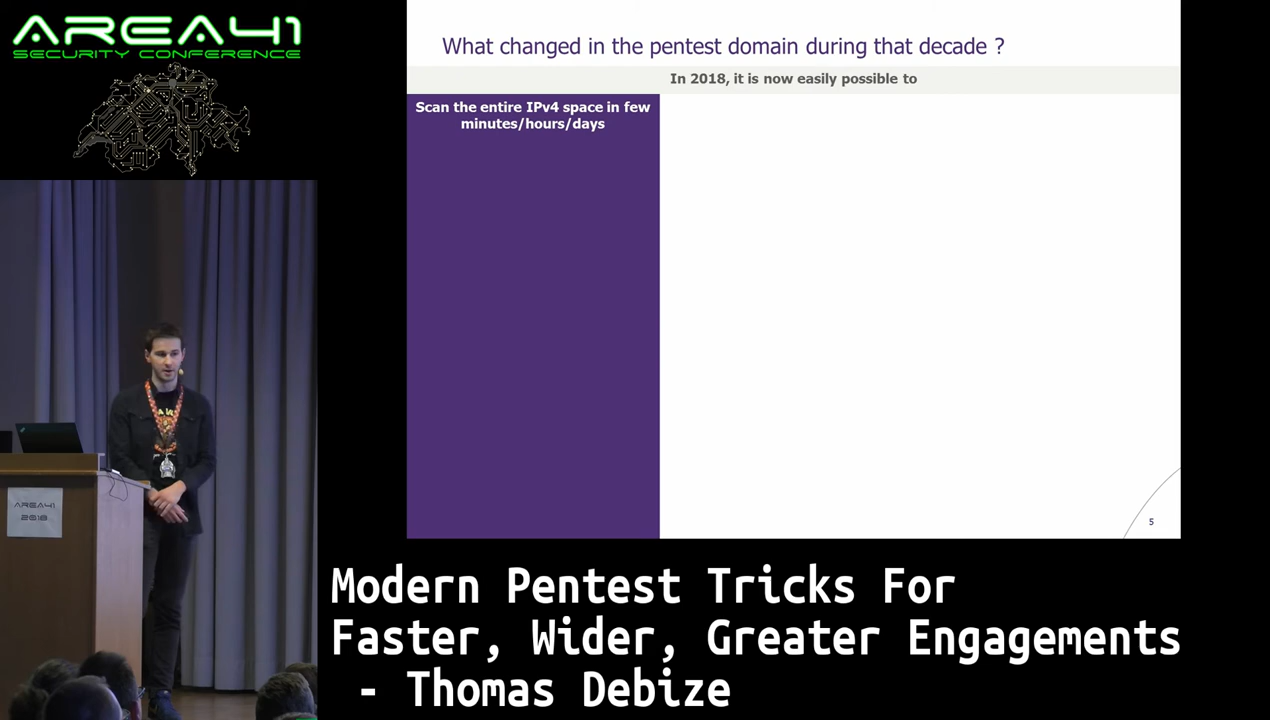 AREA41
SECURITY CONFERENCE
What changed in the pentest domain during that decade ?
In 2018, it is now easily possible to
Scan the entire IPv4 space in few
minutes/hours/days
5
AREA41
2018
Modern Pentest Tricks For
Faster, Wider, Greater Engagements
- Thomas Debize